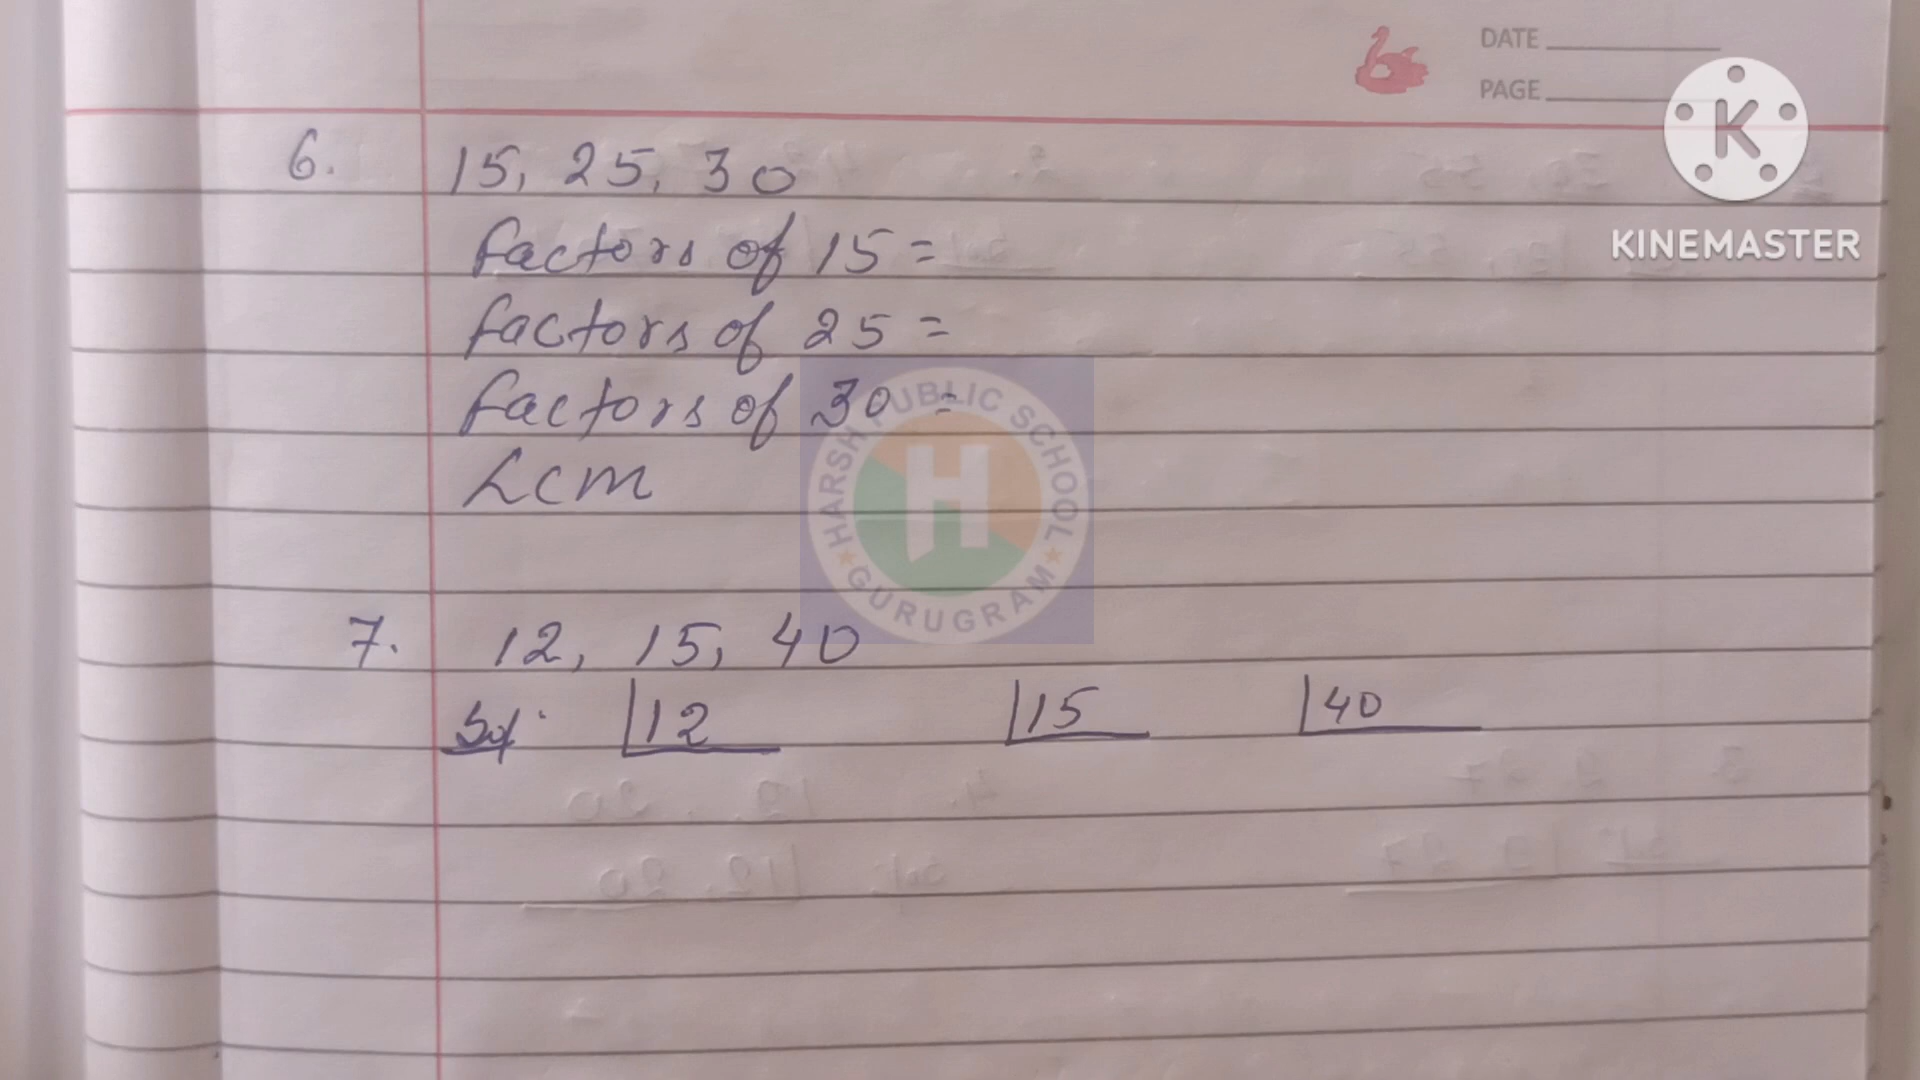 DATE
PAGE
K
KINEMASTER
6. 15, 25, 30
factors of 15 =
factors of 25 =
factors of 30 =
LCM
HARSH PUBLIC SCHOOL
H
GURUGRAM
7. 12, 15, 40
Sol. 12 15 40